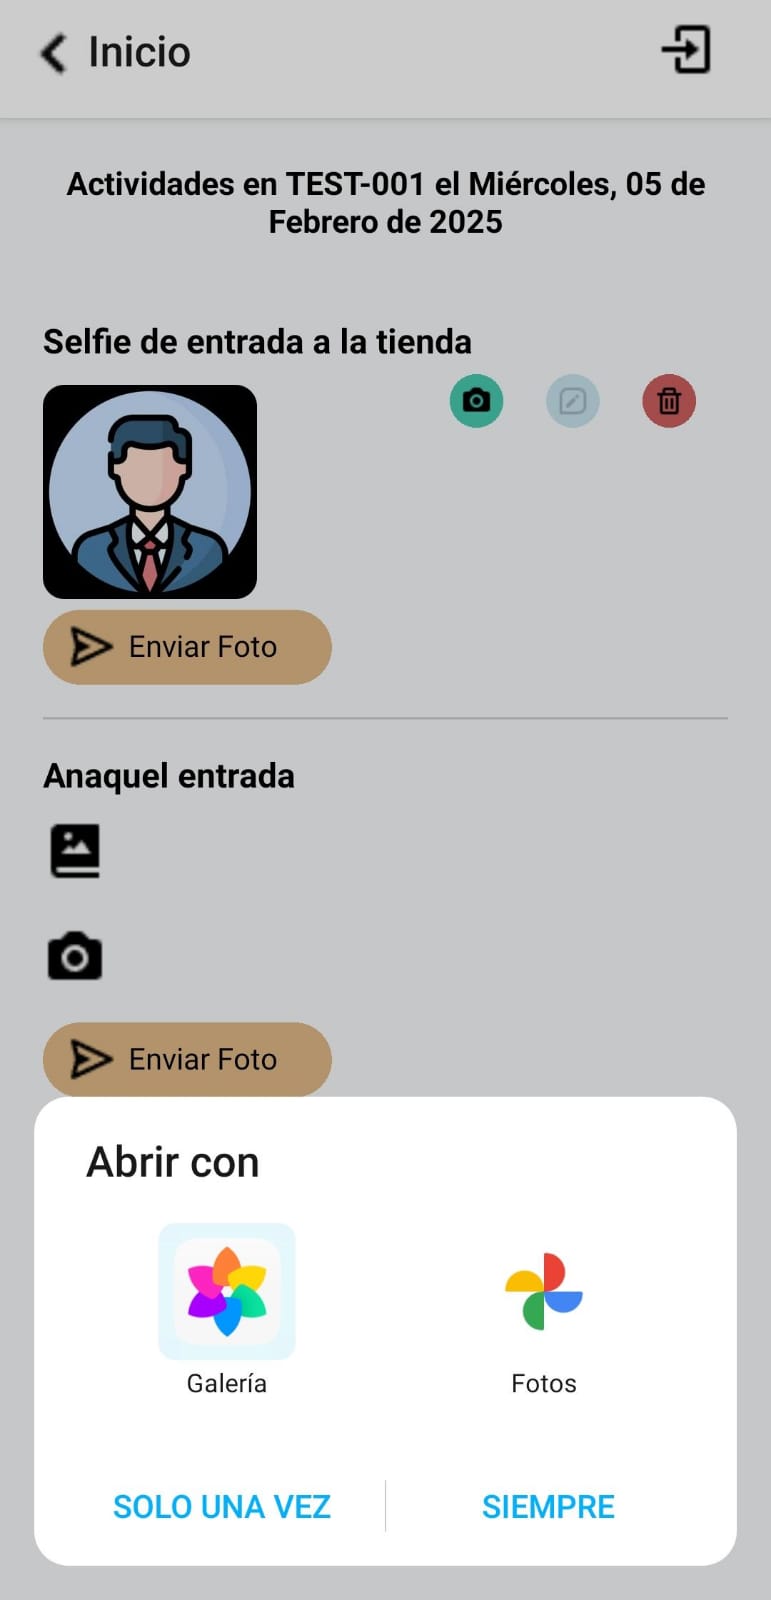 Inicio
Actividades en TEST-001 el Miércoles, 05 de
Febrero de 2025
Selfie de entrada a la tienda
Enviar Foto
Anaquel entrada
Enviar Foto
Abrir con
Galería
Fotos
SOLO UNA VEZ
SIEMPRE